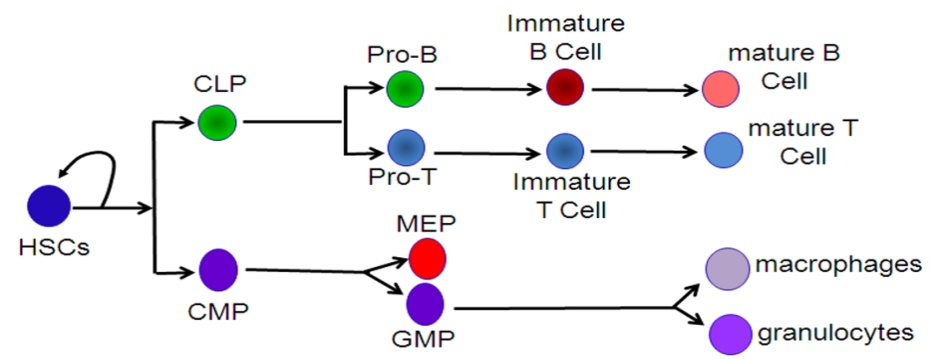 Immature
B Cell
Pro-B
mature B
Cell
CLP
mature T
Cell
Pro-T
Immature
T Cell
HSCs
MEP
macrophages
CMP
GMP
granulocytes